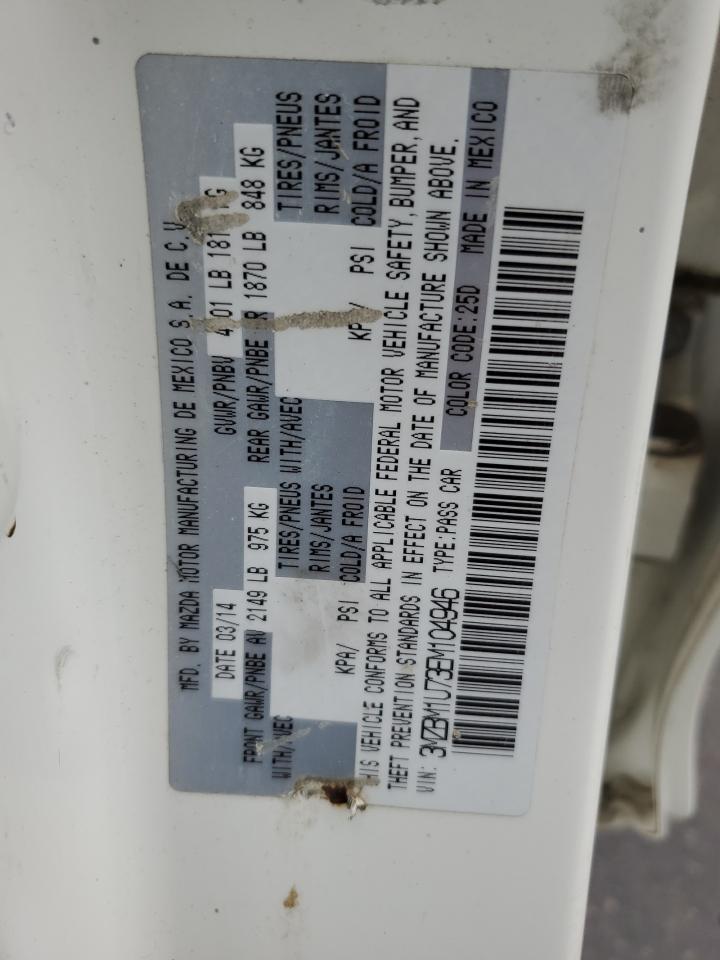 MFD. BY MAZDA MOTOR MANUFACTURING DE MEXICO S.A. DE C.V.
DATE 03/14 GVWR/PNBV LB
FRONT GAWR/PNBE AV 2149 LB 975 KG REAR GAWR/PNBE 1870 LB 848 KG
WITH/AVEC TIRES/PNEUS WITH/AVEC TIRES/PNEUS
RIMS/JANTES RIMS/JANTES
KPA/ PSI COLD/A FROID KPA/ PSI COLD/A FROID
VEHICLE CONFORMS TO ALL APPLICABLE FEDERAL MOTOR VEHICLE SAFETY, BUMPER, AND
THEFT PREVENTION STANDARDS IN EFFECT ON THE DATE OF MANUFACTURE SHOWN ABOVE.
VIN: 3MZBM1U73EM104946 TYPE:PASS CAR COLOR CODE:25D MADE IN MEXICO